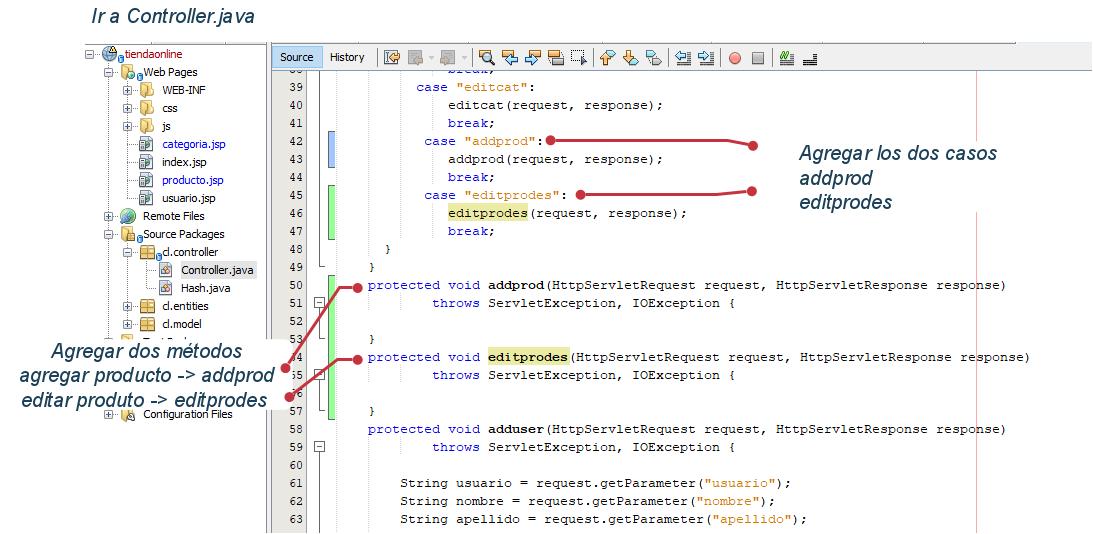 Ir a Controller.java
tiendaonline
Web Pages
WEB-INF
css
js
categoria.jsp
index.jsp
producto.jsp
usuario.jsp
Remote Files
Source Packages
cl.controller
Controller.java
Hash.java
cl.entities
cl.model
Configuration Files
Agregar dos métodos
agregar producto -> addprod
editar produto -> editprodes
Source History
break;
39 case "editcat":
40 editcat(request, response);
41 break;
42 case "addprod":
43 addprod(request, response);
44 break;
45 case "editprodes":
46 editprodes(request, response);
47 break;
48 }
49 }
50 protected void addprod(HttpServletRequest request, HttpServletResponse response)
51 throws ServletException, IOException {
52
53 }
54 protected void editprodes(HttpServletRequest request, HttpServletResponse response)
55 throws ServletException, IOException {
56
57 }
58 protected void adduser(HttpServletRequest request, HttpServletResponse response)
59 throws ServletException, IOException {
60
61 String usuario = request.getParameter("usuario");
62 String nombre = request.getParameter("nombre");
63 String apellido = request.getParameter("apellido");
Agregar los dos casos
addprod
editprodes